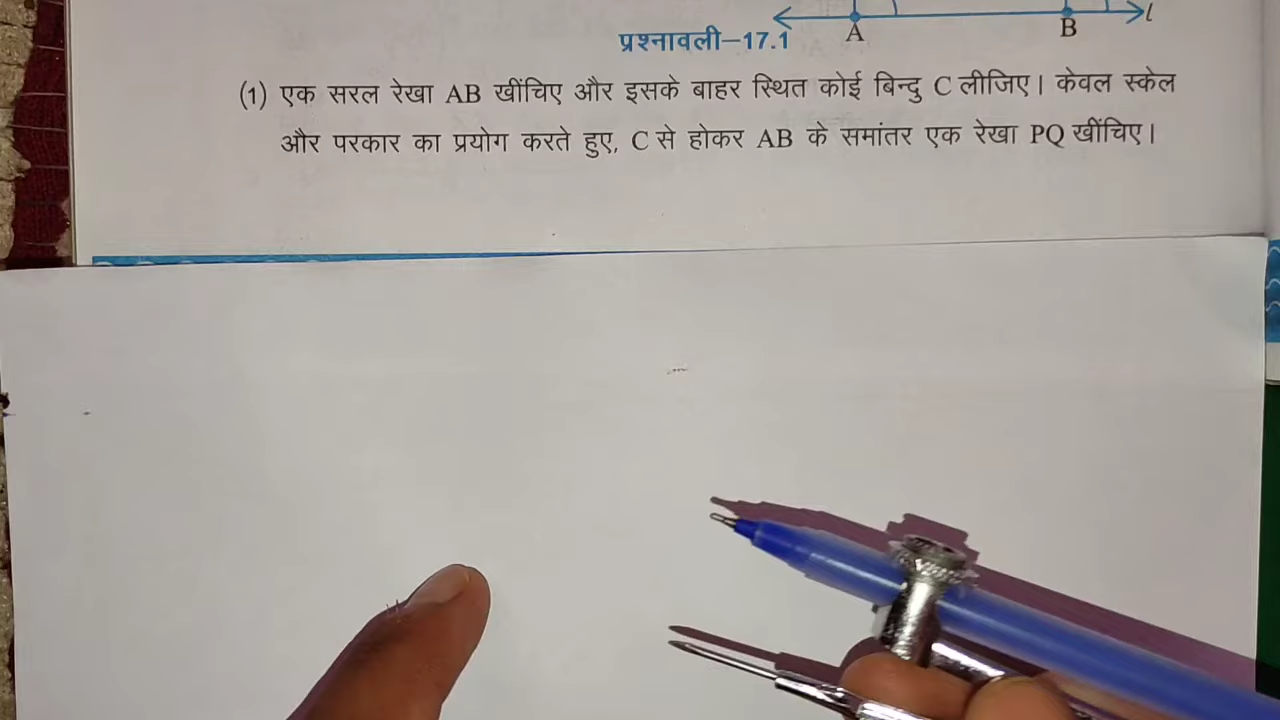 A B l
प्रश्नावली–17.1
(1) एक सरल रेखा AB खींचिए और इसके बाहर स्थित कोई बिन्दु C लीजिए। केवल स्केल
और परकार का प्रयोग करते हुए, C से होकर AB के समांतर एक रेखा PQ खींचिए।